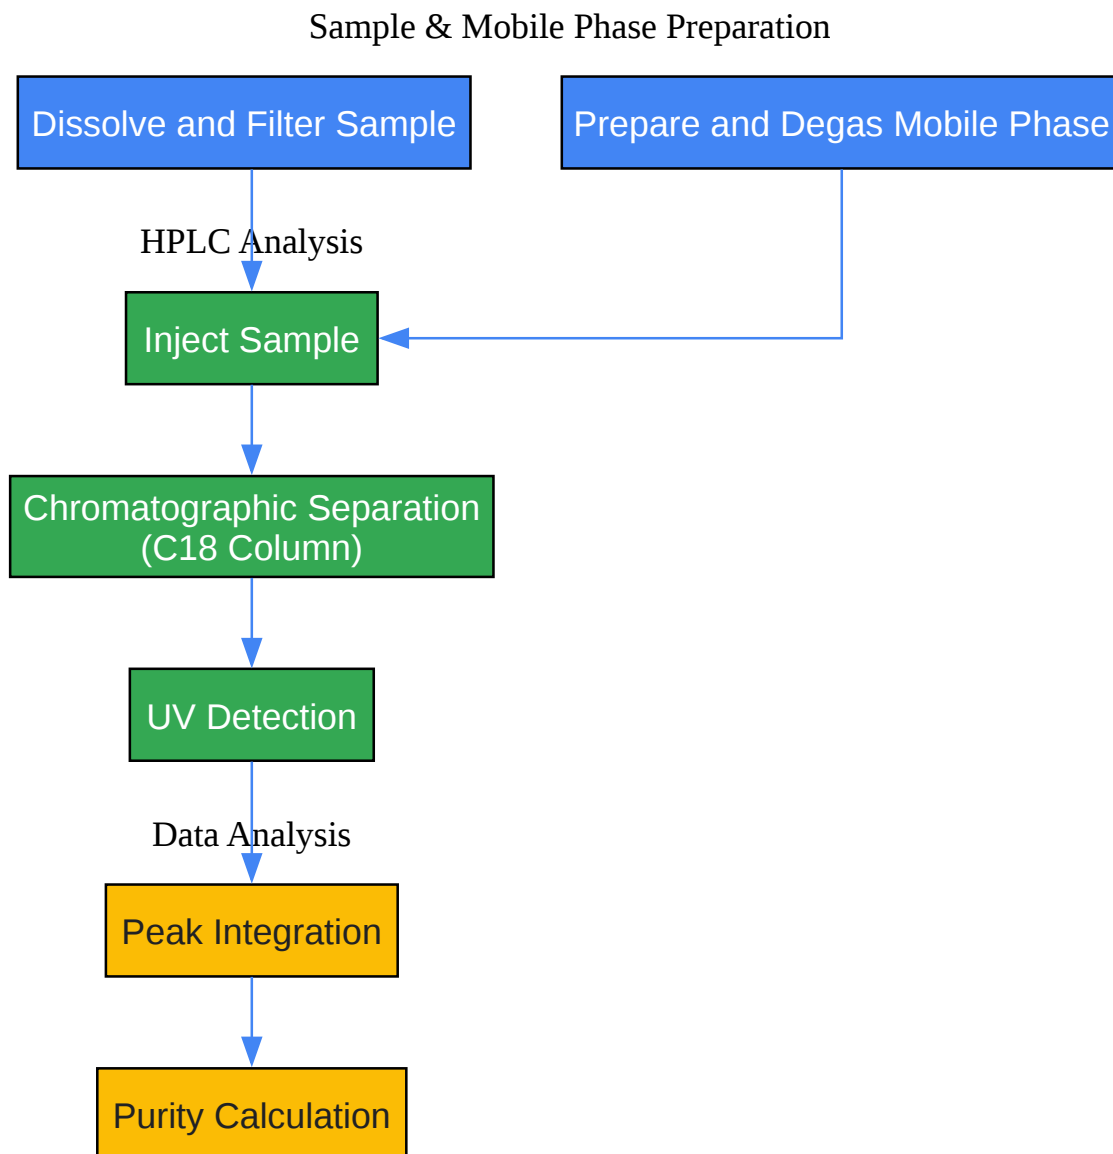 Sample & Mobile Phase Preparation
Dissolve and Filter Sample
Prepare and Degas Mobile Phase
HPLC Analysis
Inject Sample
Chromatographic Separation
(C18 Column)
UV Detection
Data Analysis
Peak Integration
Purity Calculation